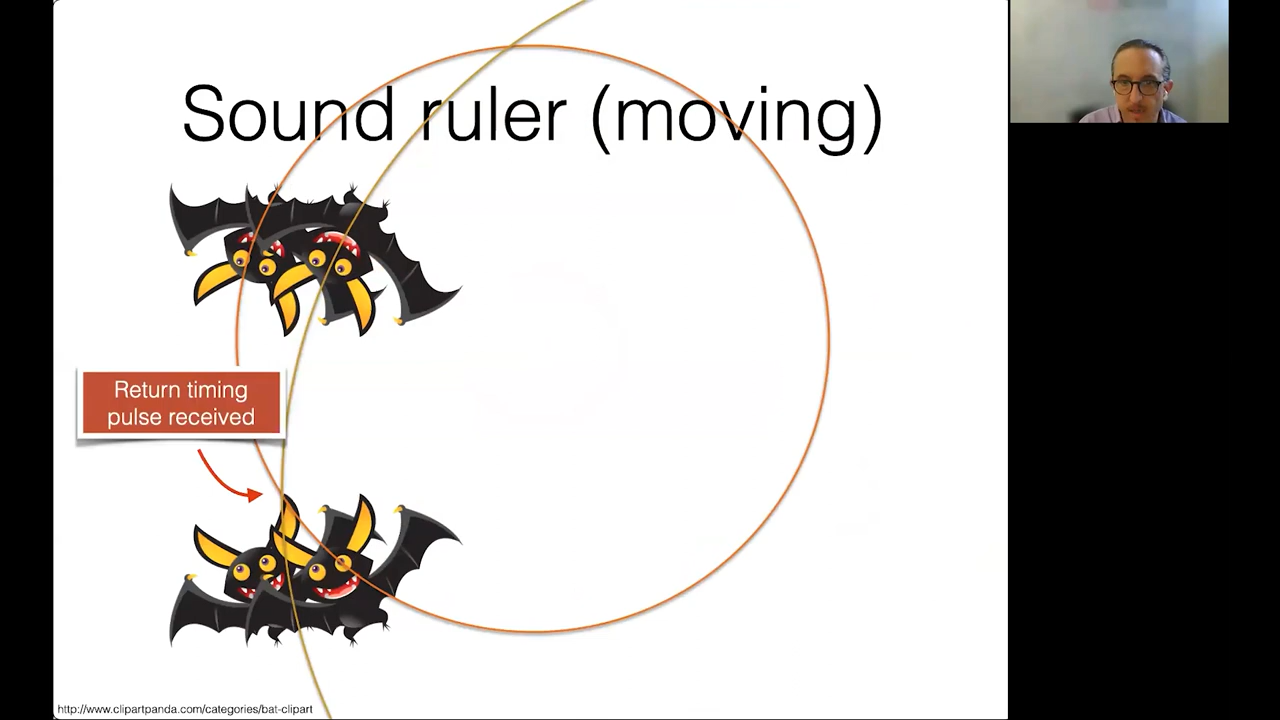 Sound ruler (moving)
Return timing
pulse received
http://www.clipartpanda.com/categories/bat-clipart